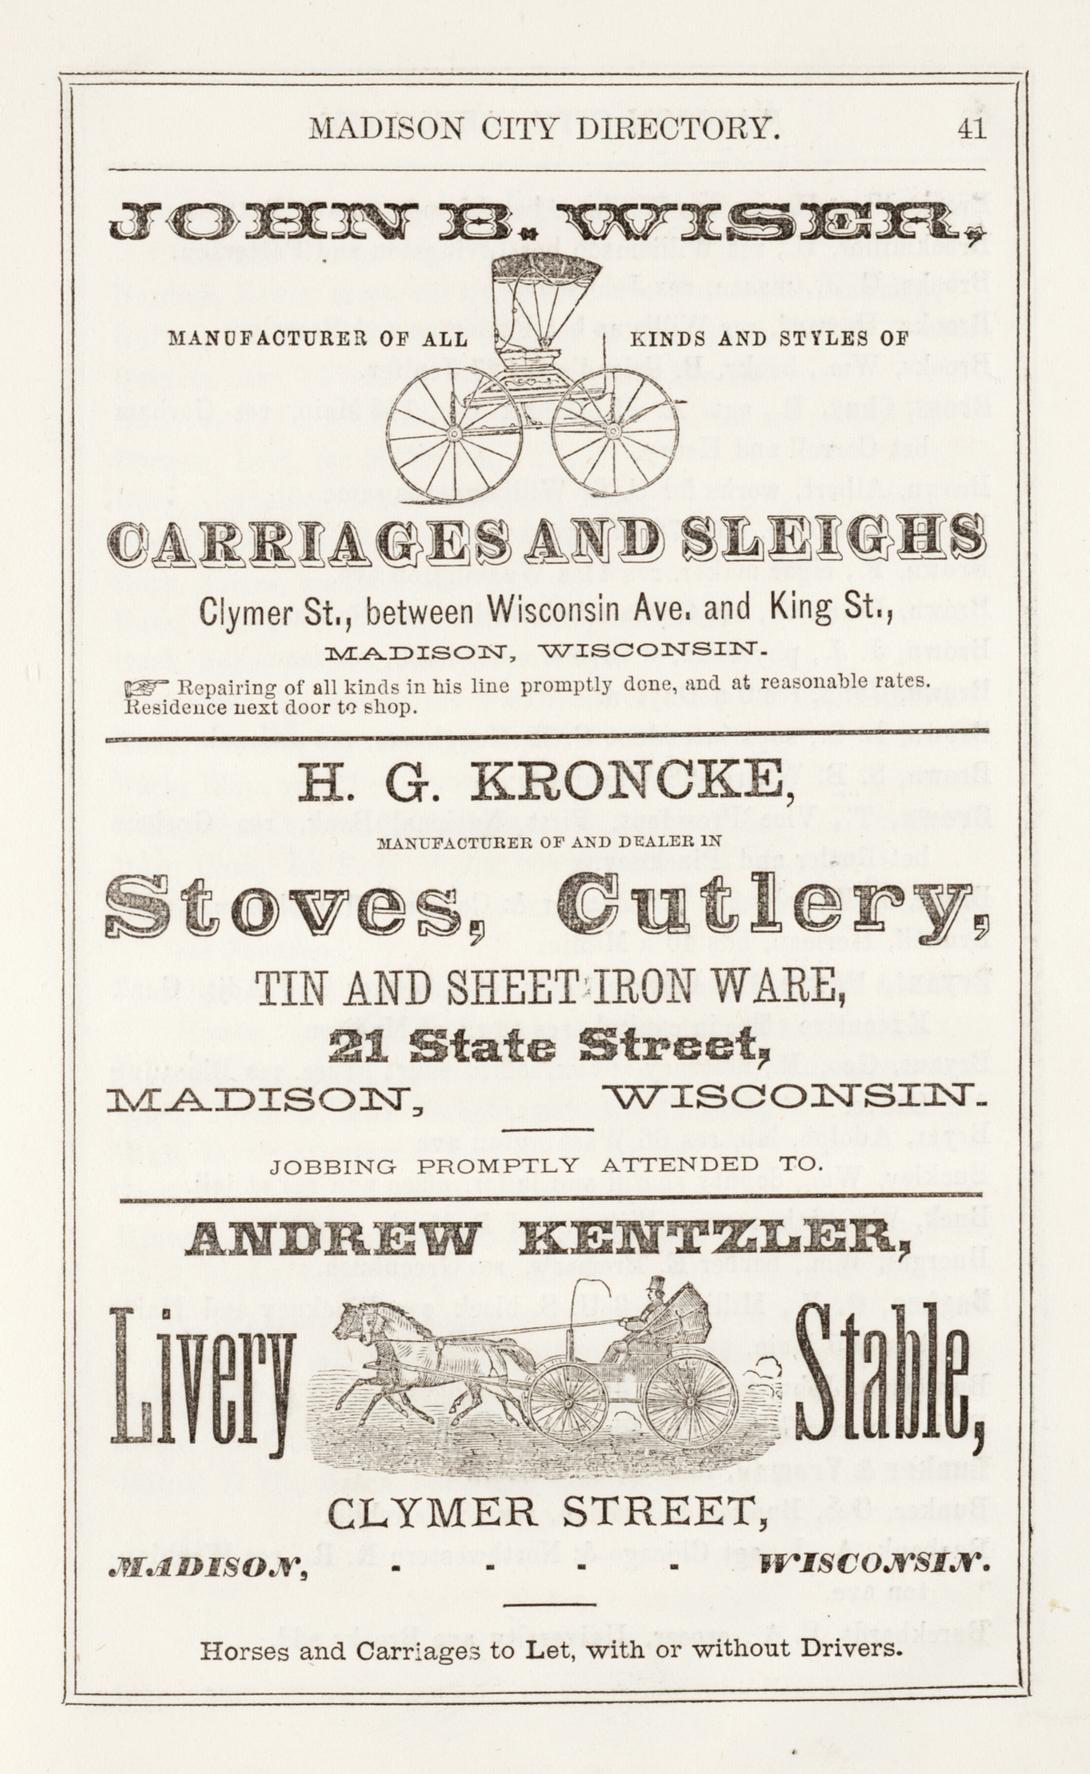 MADISON CITY DIRECTORY. 41
JOHN B. WISER,
MANUFACTURER OF ALL KINDS AND STYLES OF
CARRIAGES AND SLEIGHS
Clymer St., between Wisconsin Ave. and King St.,
MADISON, WISCONSIN.
☞ Repairing of all kinds in his line promptly done, and at reasonable rates.
Residence next door to shop.
H. G. KRONCKE,
MANUFACTURER OF AND DEALER IN
Stoves, Cutlery,
TIN AND SHEET IRON WARE,
21 State Street,
MADISON, WISCONSIN.
JOBBING PROMPTLY ATTENDED TO.
ANDREW KENTZLER,
Livery Stable,
CLYMER STREET,
MADISON, - - - - WISCONSIN.
Horses and Carriages to Let, with or without Drivers.